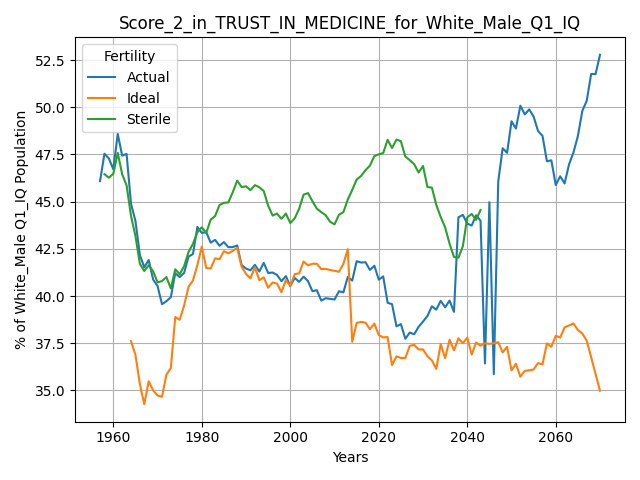 Score_2_in_TRUST_IN_MEDICINE_for_White_Male_Q1_IQ
Fertility
Actual
Ideal
Sterile
% of White_Male Q1_IQ Population
52.5
50.0
47.5
45.0
42.5
40.0
37.5
35.0
1960 1980 2000 2020 2040 2060
Years